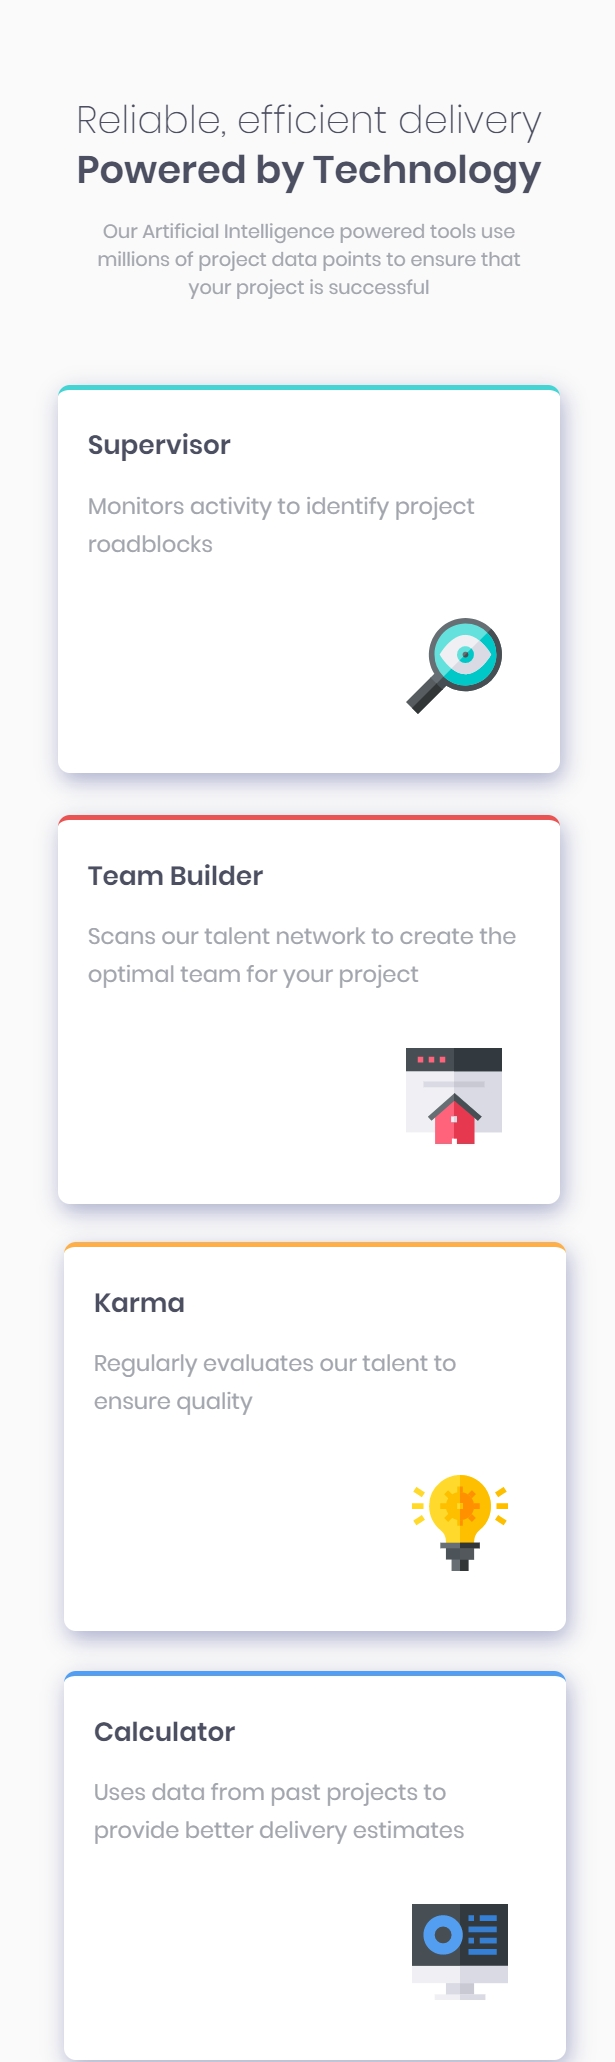 Reliable, efficient delivery
Powered by Technology
Our Artificial Intelligence powered tools use
millions of project data points to ensure that
your project is successful
Supervisor
Monitors activity to identify project
roadblocks
Team Builder
Scans our talent network to create the
optimal team for your project
Karma
Regularly evaluates our talent to
ensure quality
Calculator
Uses data from past projects to
provide better delivery estimates